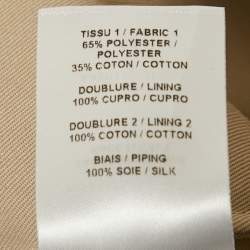 TISSU 1 / FABRIC 1
65% POLYESTER /
POLYESTER
35% COTON / COTTON
DOUBLURE / LINING
100% CUPRO / CUPRO
DOUBLURE 2 / LINING 2
100% COTON / COTTON
BIAIS / PIPING
100% SOIE / SILK